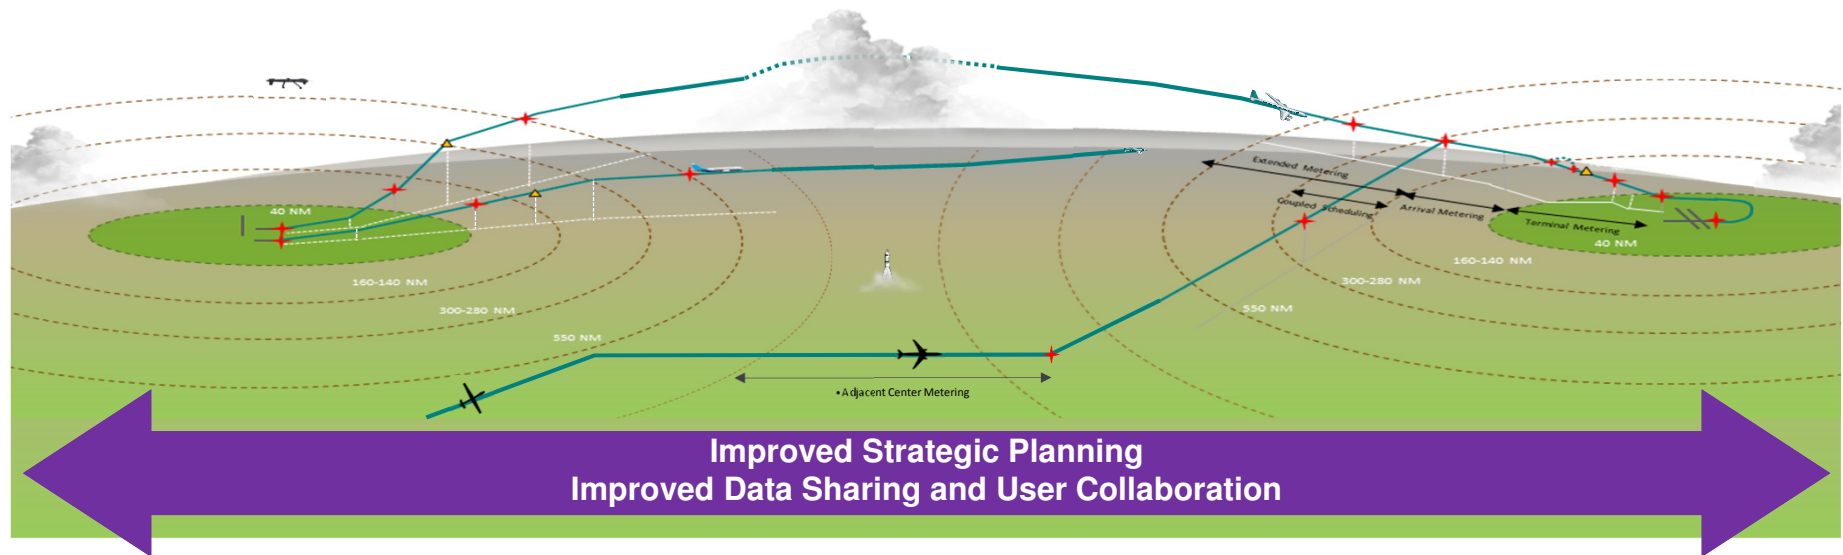 40 NM
160-140 NM
300-280 NM
550 NM
Extended Metering
Coupled Scheduling
Arrival Metering
Terminal Metering
40 NM
160-140 NM
300-280 NM
550 NM
•Adjacent Center Metering
Improved Strategic Planning
Improved Data Sharing and User Collaboration